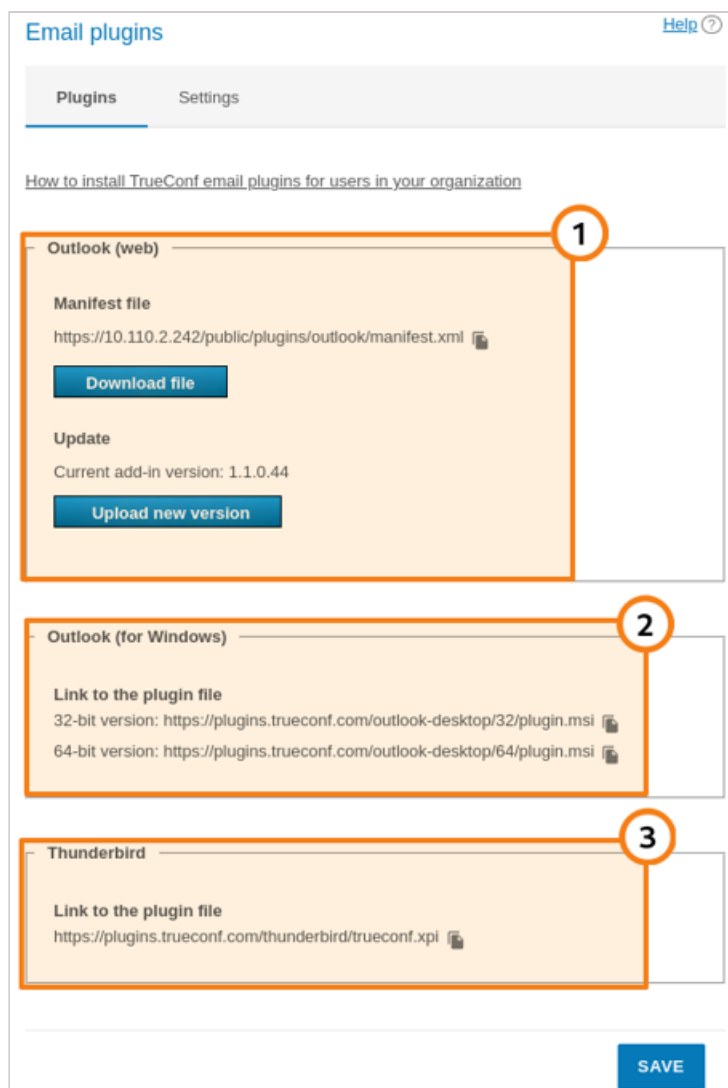 Email plugins
Help ?
Plugins Settings
How to install TrueConf email plugins for users in your organization
1
Outlook (web)
Manifest file
https://10.110.2.242/public/plugins/outlook/manifest.xml
Download file
Update
Current add-in version: 1.1.0.44
Upload new version
2
Outlook (for Windows)
Link to the plugin file
32-bit version: https://plugins.trueconf.com/outlook-desktop/32/plugin.msi
64-bit version: https://plugins.trueconf.com/outlook-desktop/64/plugin.msi
3
Thunderbird
Link to the plugin file
https://plugins.trueconf.com/thunderbird/trueconf.xpi
SAVE